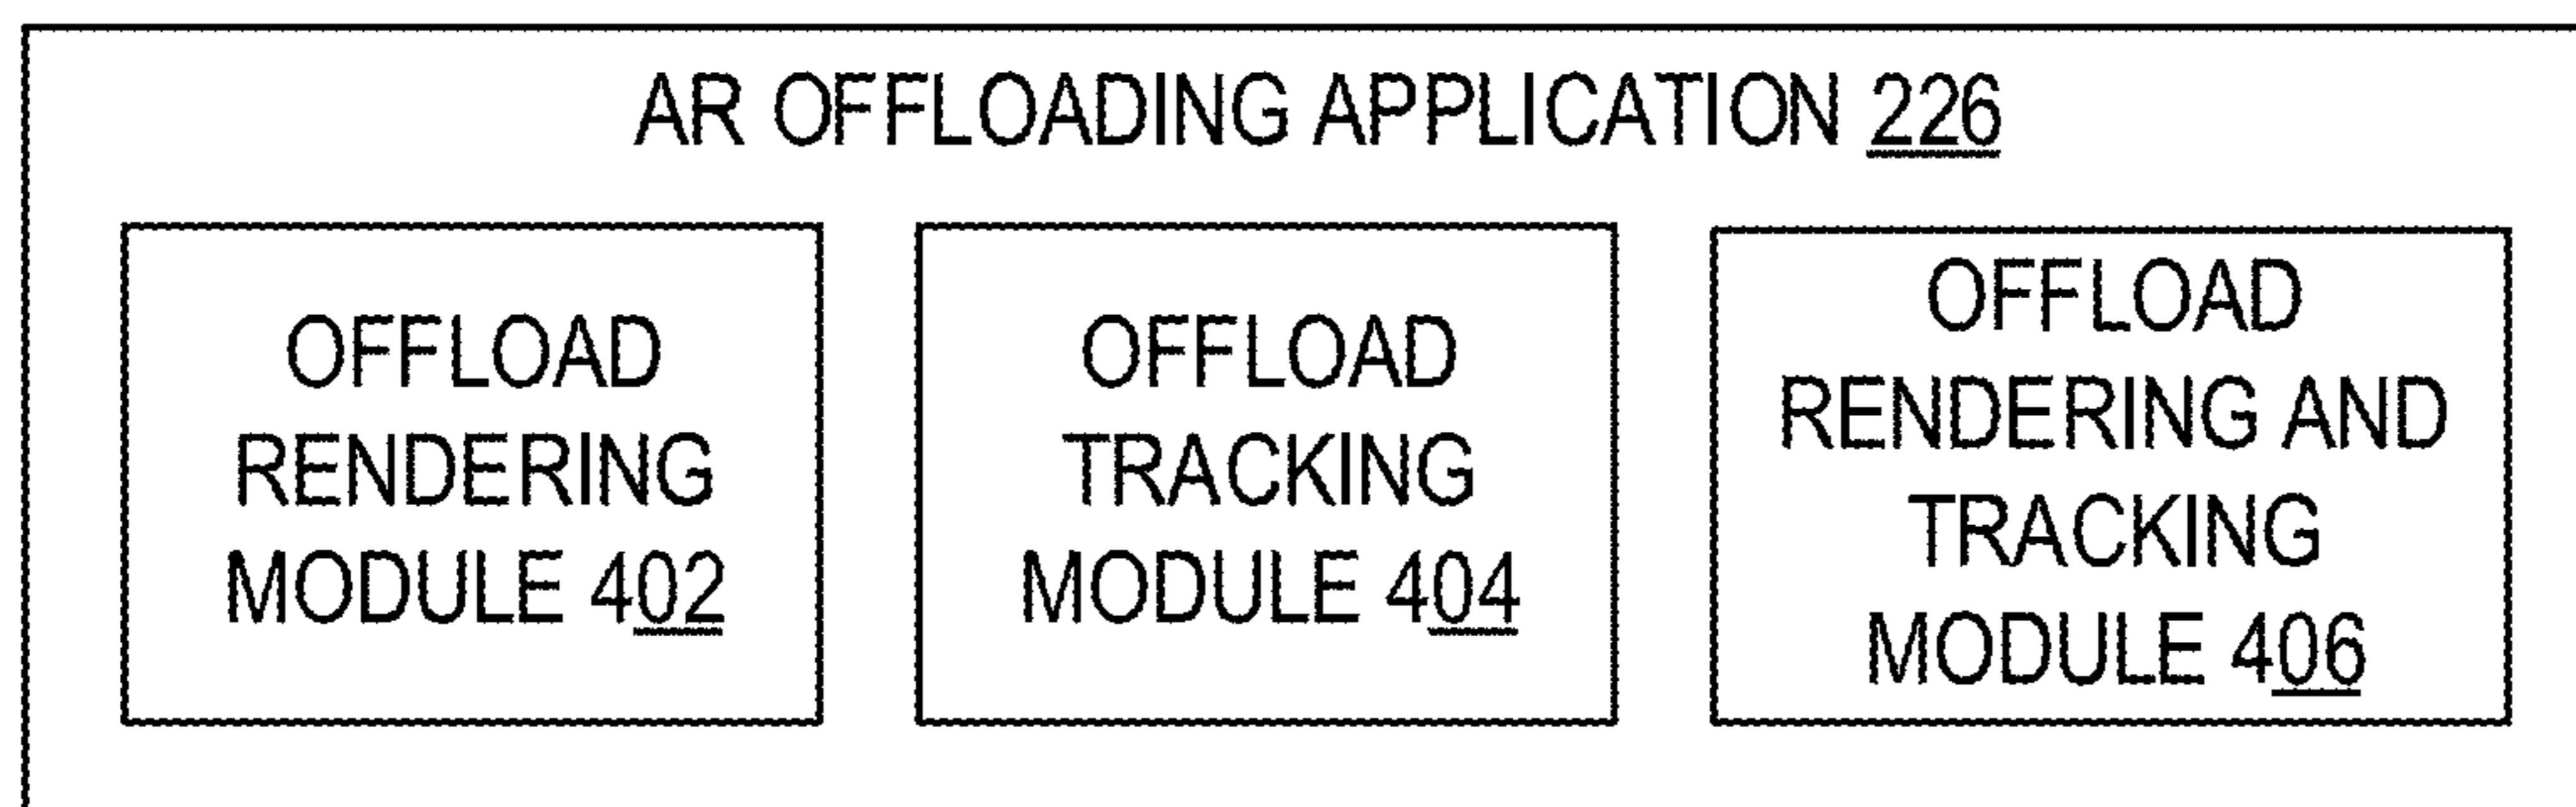 AR OFFLOADING APPLICATION 226
OFFLOAD
RENDERING
MODULE 402
OFFLOAD
TRACKING
MODULE 404
OFFLOAD
RENDERING AND
TRACKING
MODULE 406